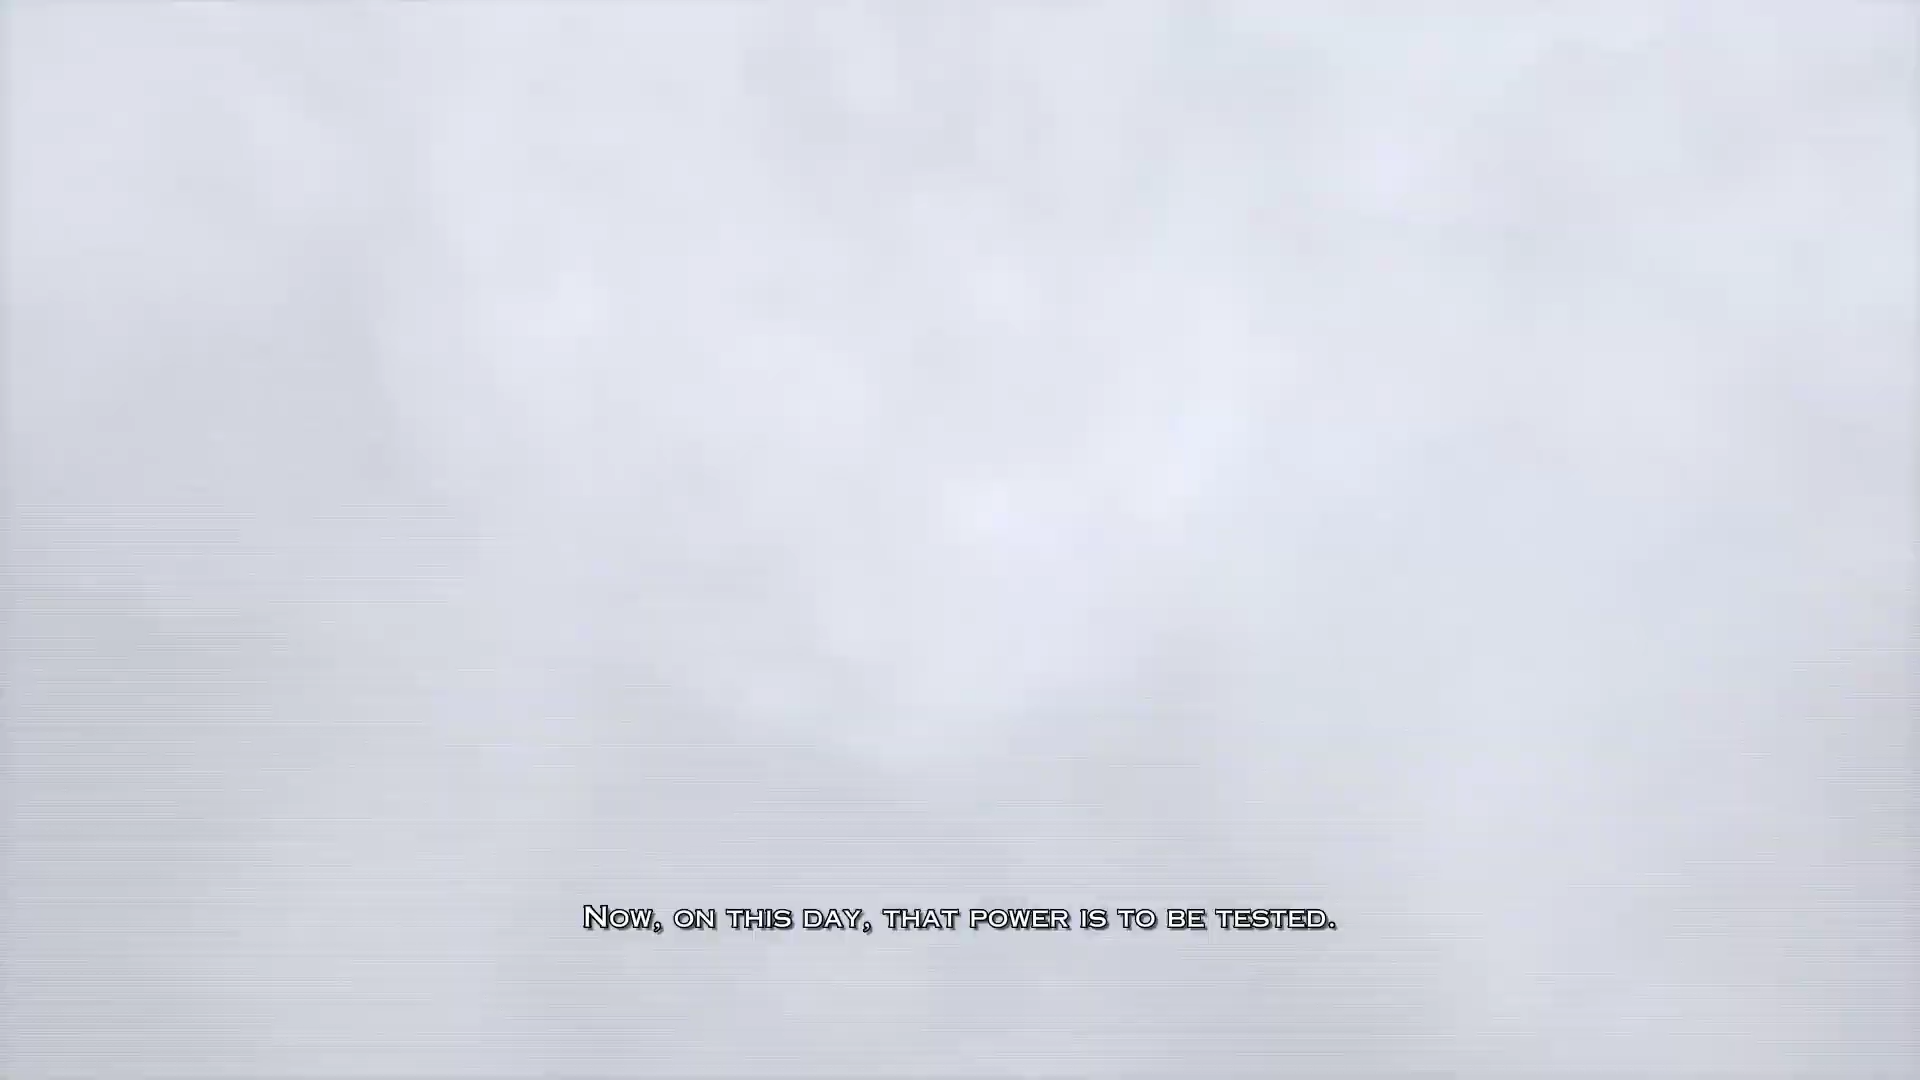 Now, on this day, that power is to be tested.